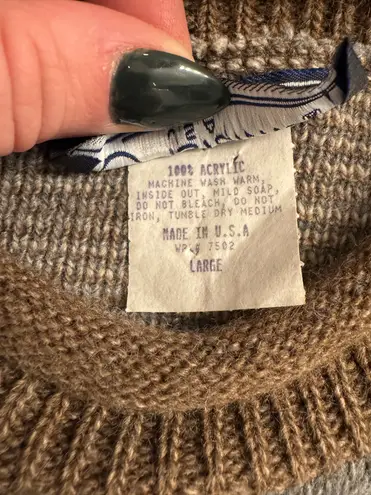 100% ACRYLIC
MACHINE WASH WARM,
INSIDE OUT, MILD SOAP,
DO NOT BLEACH, DO NOT
IRON, TUMBLE DRY MEDIUM
MADE IN U.S.A
WPL# 7502
LARGE